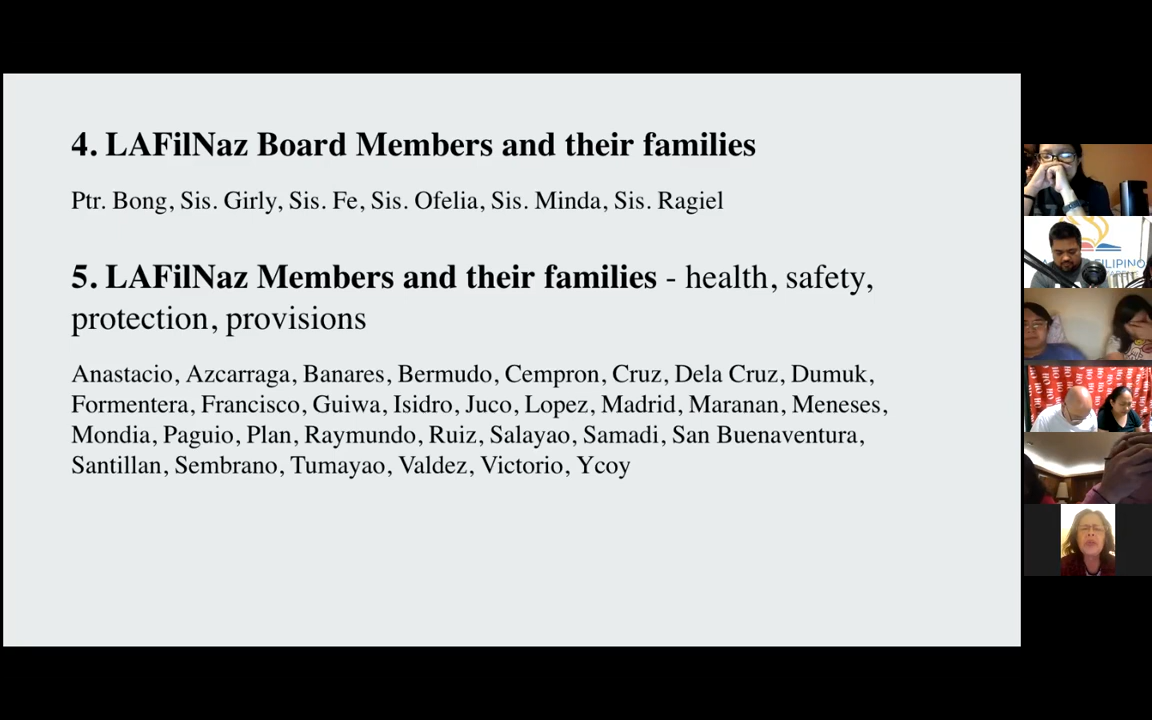 4. LAFilNaz Board Members and their families
Ptr. Bong, Sis. Girly, Sis. Fe, Sis. Ofelia, Sis. Minda, Sis. Ragiel
5. LAFilNaz Members and their families - health, safety,
protection, provisions
Anastacio, Azcarraga, Banares, Bermudo, Cempron, Cruz, Dela Cruz, Dumuk,
Formentera, Francisco, Guiwa, Isidro, Juco, Lopez, Madrid, Maranan, Meneses,
Mondia, Paguio, Plan, Raymundo, Ruiz, Salayao, Samadi, San Buenaventura,
Santillan, Sembrano, Tumayao, Valdez, Victorio, Ycoy
FILIPINO